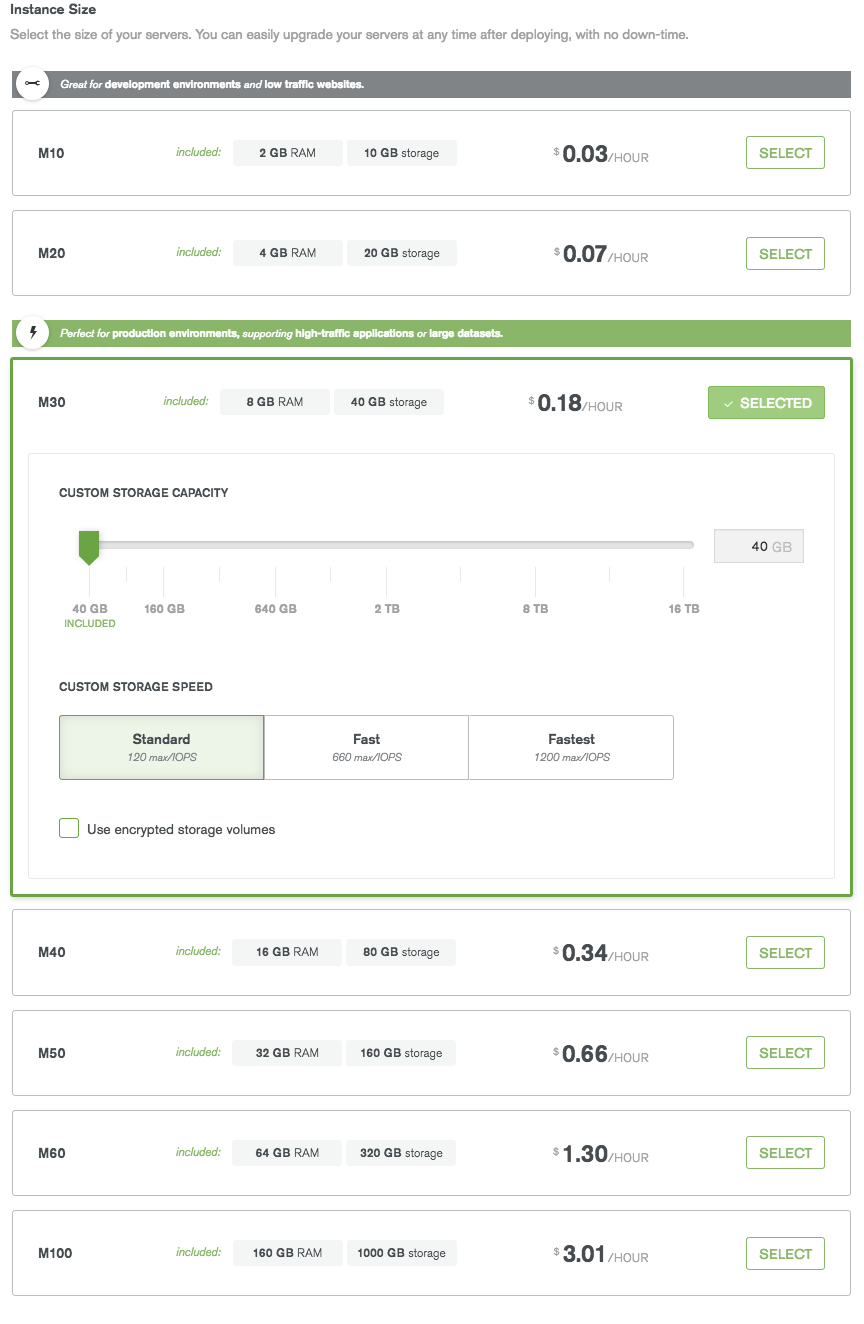 Instance Size
Select the size of your servers. You can easily upgrade your servers at any time after deploying, with no down-time.
Great for development environments and low traffic websites.
M10 included: 2 GB RAM 10 GB storage $ 0.03/HOUR SELECT
M20 included: 4 GB RAM 20 GB storage $ 0.07/HOUR SELECT
Perfect for production environments, supporting high-traffic applications or large datasets.
M30 included: 8 GB RAM 40 GB storage $ 0.18/HOUR ✓ SELECTED
CUSTOM STORAGE CAPACITY
40 GB
40 GB 160 GB 640 GB 2 TB 8 TB 16 TB
INCLUDED
CUSTOM STORAGE SPEED
Standard Fast Fastest
120 max/IOPS 660 max/IOPS 1200 max/IOPS
Use encrypted storage volumes
M40 included: 16 GB RAM 80 GB storage $ 0.34/HOUR SELECT
M50 included: 32 GB RAM 160 GB storage $ 0.66/HOUR SELECT
M60 included: 64 GB RAM 320 GB storage $ 1.30/HOUR SELECT
M100 included: 160 GB RAM 1000 GB storage $ 3.01/HOUR SELECT